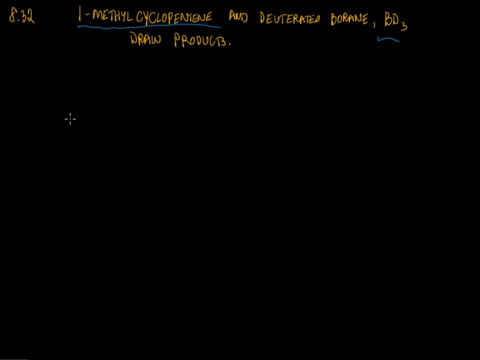 8.32 1-METHYLCYCLOPENTENE AND DEUTERATED BORANE, BD3
DRAW PRODUCTS.